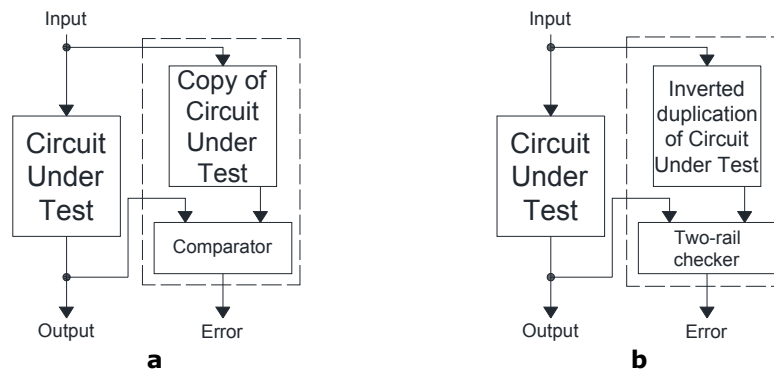 Input
Copy of
Circuit
Under
Test
Circuit
Under
Test
Comparator
Output
Error
a
Input
Inverted
duplication
of Circuit
Under Test
Circuit
Under
Test
Two-rail
checker
Output
Error
b